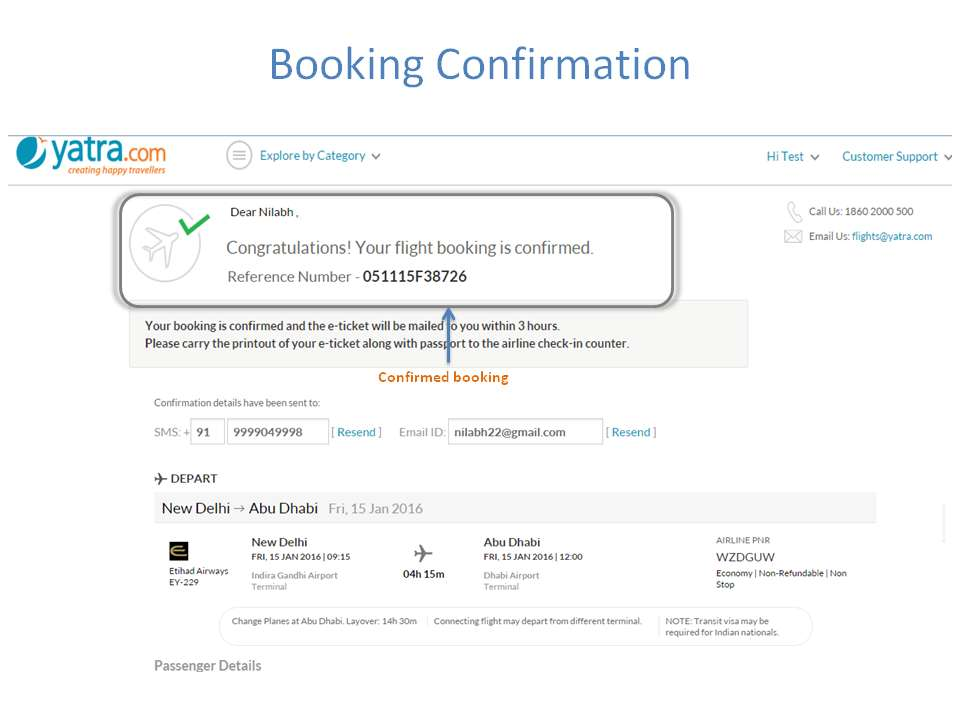 Booking Confirmation
yatra.com
creating happy travellers
Explore by Category
Hi Test
Customer Support
Dear Nilabh ,
Congratulations! Your flight booking is confirmed.
Reference Number - 051115F38726
Call Us: 1860 2000 500
Email Us: flights@yatra.com
Your booking is confirmed and the e-ticket will be mailed to you within 3 hours.
Please carry the printout of your e-ticket along with passport to the airline check-in counter.
Confirmed booking
Confirmation details have been sent to:
SMS: + 91 9999049998 [ Resend ] Email ID: nilabh22@gmail.com [ Resend ]
DEPART
New Delhi → Abu Dhabi Fri, 15 Jan 2016
Etihad Airways
EY-229
New Delhi
FRI, 15 JAN 2016 | 09:15
Indira Gandhi Airport
Terminal
04h 15m
Abu Dhabi
FRI, 15 JAN 2016 | 12:00
Dhabi Airport
Terminal
AIRLINE PNR
WZDGUW
Economy | Non-Refundable | Non
Stop
Change Planes at Abu Dhabi. Layover: 14h 30m
Connecting flight may depart from different terminal.
NOTE: Transit visa may be
required for Indian nationals.
Passenger Details